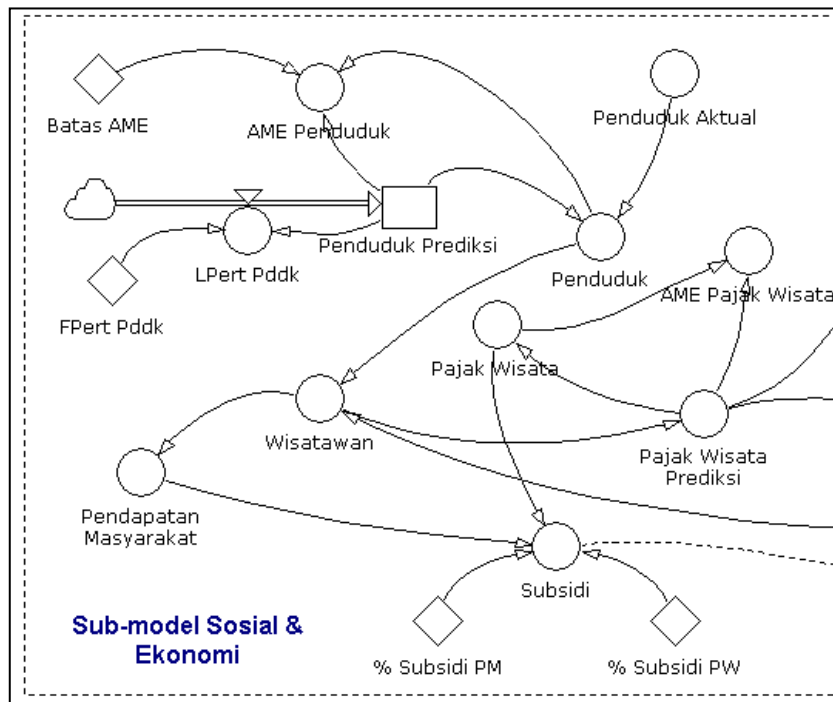 Batas AME
AME Penduduk
Penduduk Aktual
LPert Pddk
Penduduk Prediksi
Penduduk
FPert Pddk
AME Pajak Wisata
Pajak Wisata
Wisatawan
Pajak Wisata
Prediksi
Pendapatan
Masyarakat
Subsidi
Sub-model Sosial &
Ekonomi
% Subsidi PM
% Subsidi PW